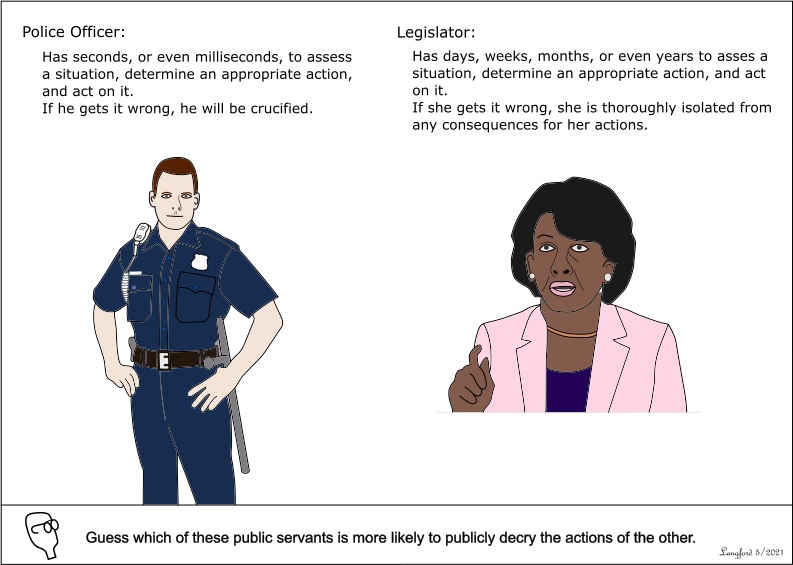 Police Officer:
Has seconds, or even milliseconds, to assess
a situation, determine an appropriate action,
and act on it.
If he gets it wrong, he will be crucified.
Legislator:
Has days, weeks, months, or even years to asses a
situation, determine an appropriate action, and act
on it.
If she gets it wrong, she is thoroughly isolated from
any consequences for her actions.
Guess which of these public servants is more likely to publicly decry the actions of the other.
Langford 5/2021